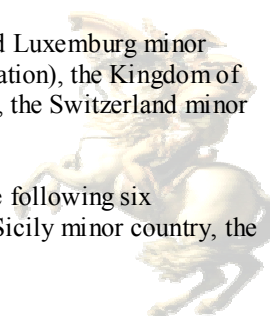 d Luxemburg minor
ation), the Kingdom of
, the Switzerland minor
e following six
Sicily minor country, the